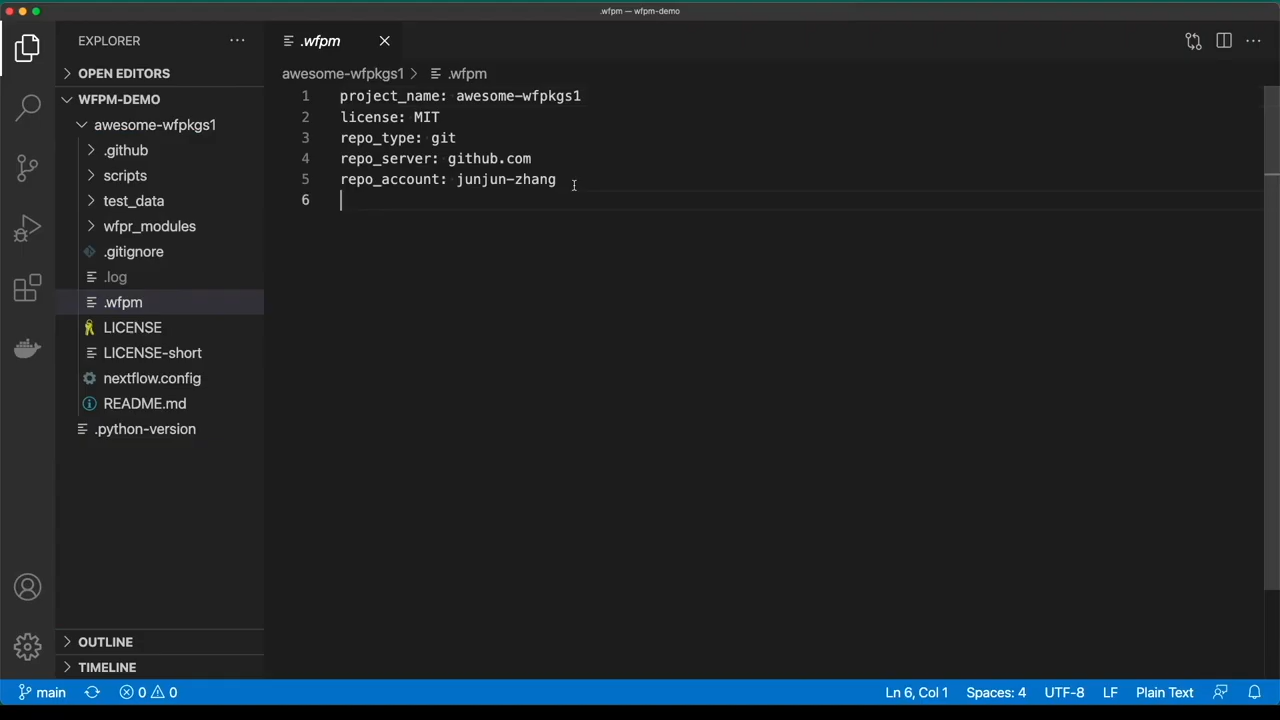 .wfpm — wfpm-demo
EXPLORER
.wfpm
OPEN EDITORS
WFPM-DEMO
awesome-wfpkgs1
.github
scripts
test_data
wfpr_modules
.gitignore
.log
.wfpm
LICENSE
LICENSE-short
nextflow.config
README.md
.python-version
OUTLINE
TIMELINE
awesome-wfpkgs1 > .wfpm
1 project_name: awesome-wfpkgs1
2 license: MIT
3 repo_type: git
4 repo_server: github.com
5 repo_account: junjun-zhang
6
main 0 0 Ln 6, Col 1 Spaces: 4 UTF-8 LF Plain Text